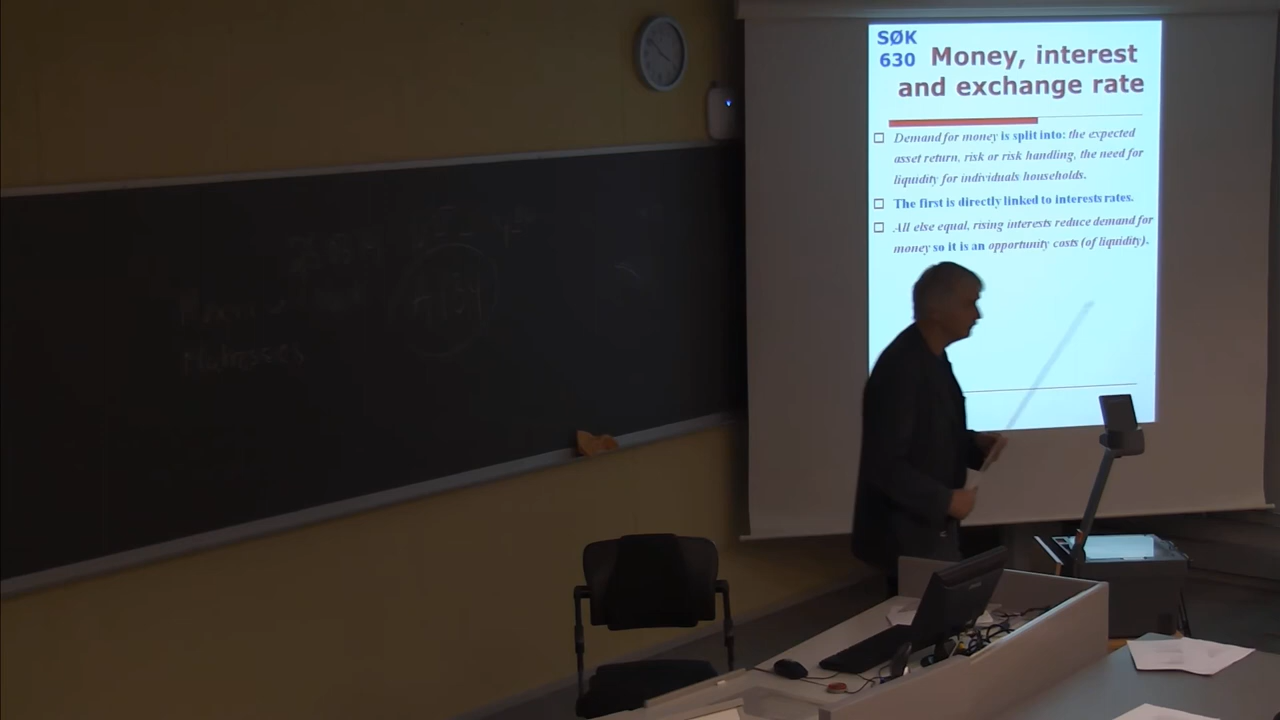 SØK
630
Money, interest
and exchange rate
Demand for money is split into: the expected
asset return, risk or risk handling, the need for
liquidity for individuals households.
The first is directly linked to interests rates.
All else equal, rising interests reduce demand for
money so it is an opportunity costs (of liquidity).